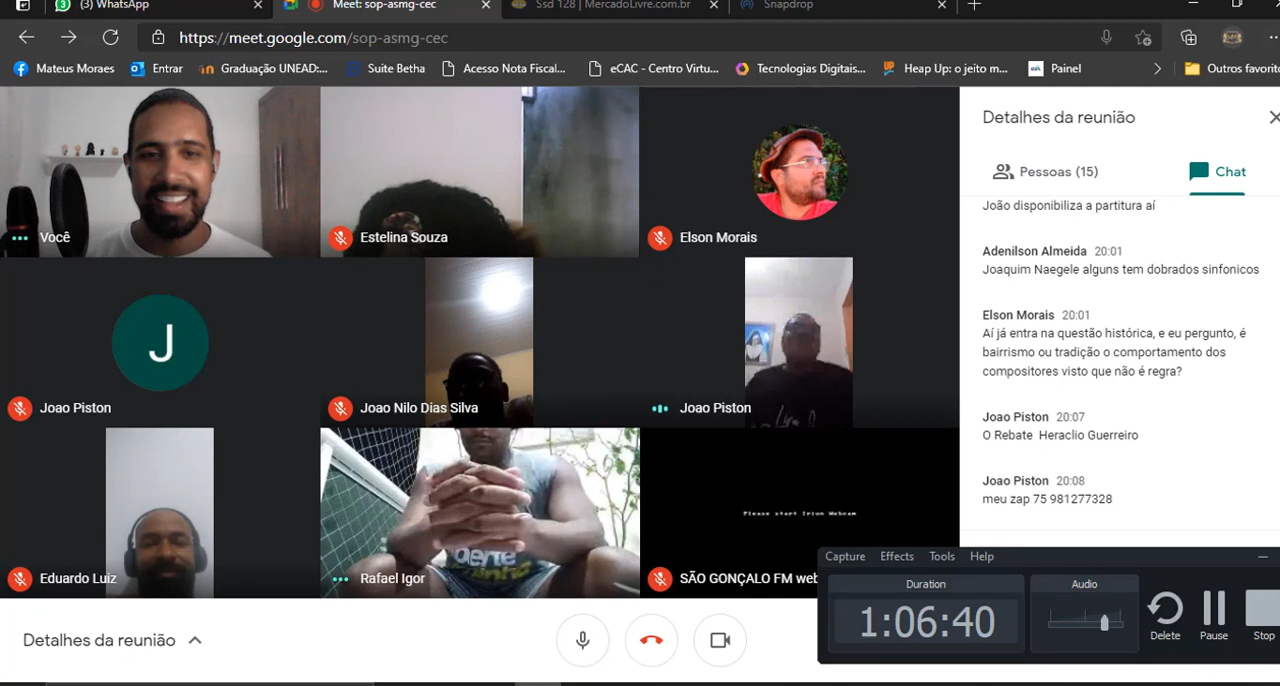 (3) WhatsApp
Meet: sop-asmg-cec
Ssd 128 | MercadoLivre.com.br
Snapdrop
https://meet.google.com/sop-asmg-cec
Mateus Moraes
Entrar
Graduação UNEAD:...
Suite Betha
Acesso Nota Fiscal...
eCAC - Centro Virtu...
Tecnologias Digitais...
Heap Up: o jeito m...
Painel
Outros favorit
Você
Estelina Souza
Elson Morais
J
Joao Piston
Joao Nilo Dias Silva
Joao Piston
Eduardo Luiz
Rafael Igor
Please start Iriun Webcam
SÃO GONÇALO FM web
Detalhes da reunião
Pessoas (15)
Chat
João disponibiliza a partitura aí
Adenilson Almeida 20:01
Joaquim Naegele alguns tem dobrados sinfonicos
Elson Morais 20:01
Aí já entra na questão histórica, e eu pergunto, é
bairrismo ou tradição o comportamento dos
compositores visto que não é regra?
Joao Piston 20:07
O Rebate Heraclio Guerreiro
Joao Piston 20:08
meu zap 75 981277328
Capture Effects Tools Help
Duration
1:06:40
Audio
Delete
Pause
Stop
Detalhes da reunião